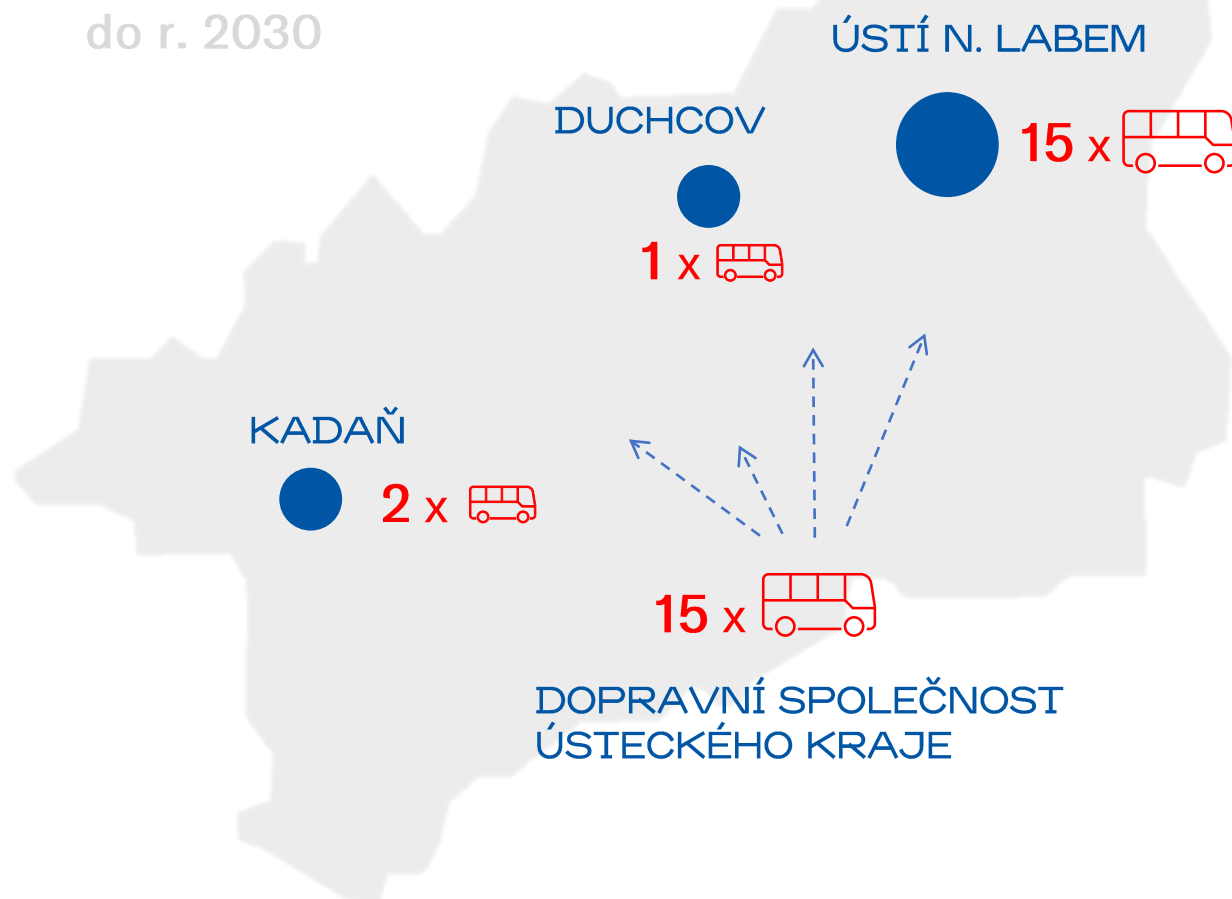 do r. 2030
ÚSTÍ N. LABEM
DUCHCOV
15 x
1 x
KADAŇ
2 x
15 x
DOPRAVNÍ SPOLEČNOST
ÚSTECKÉHO KRAJE